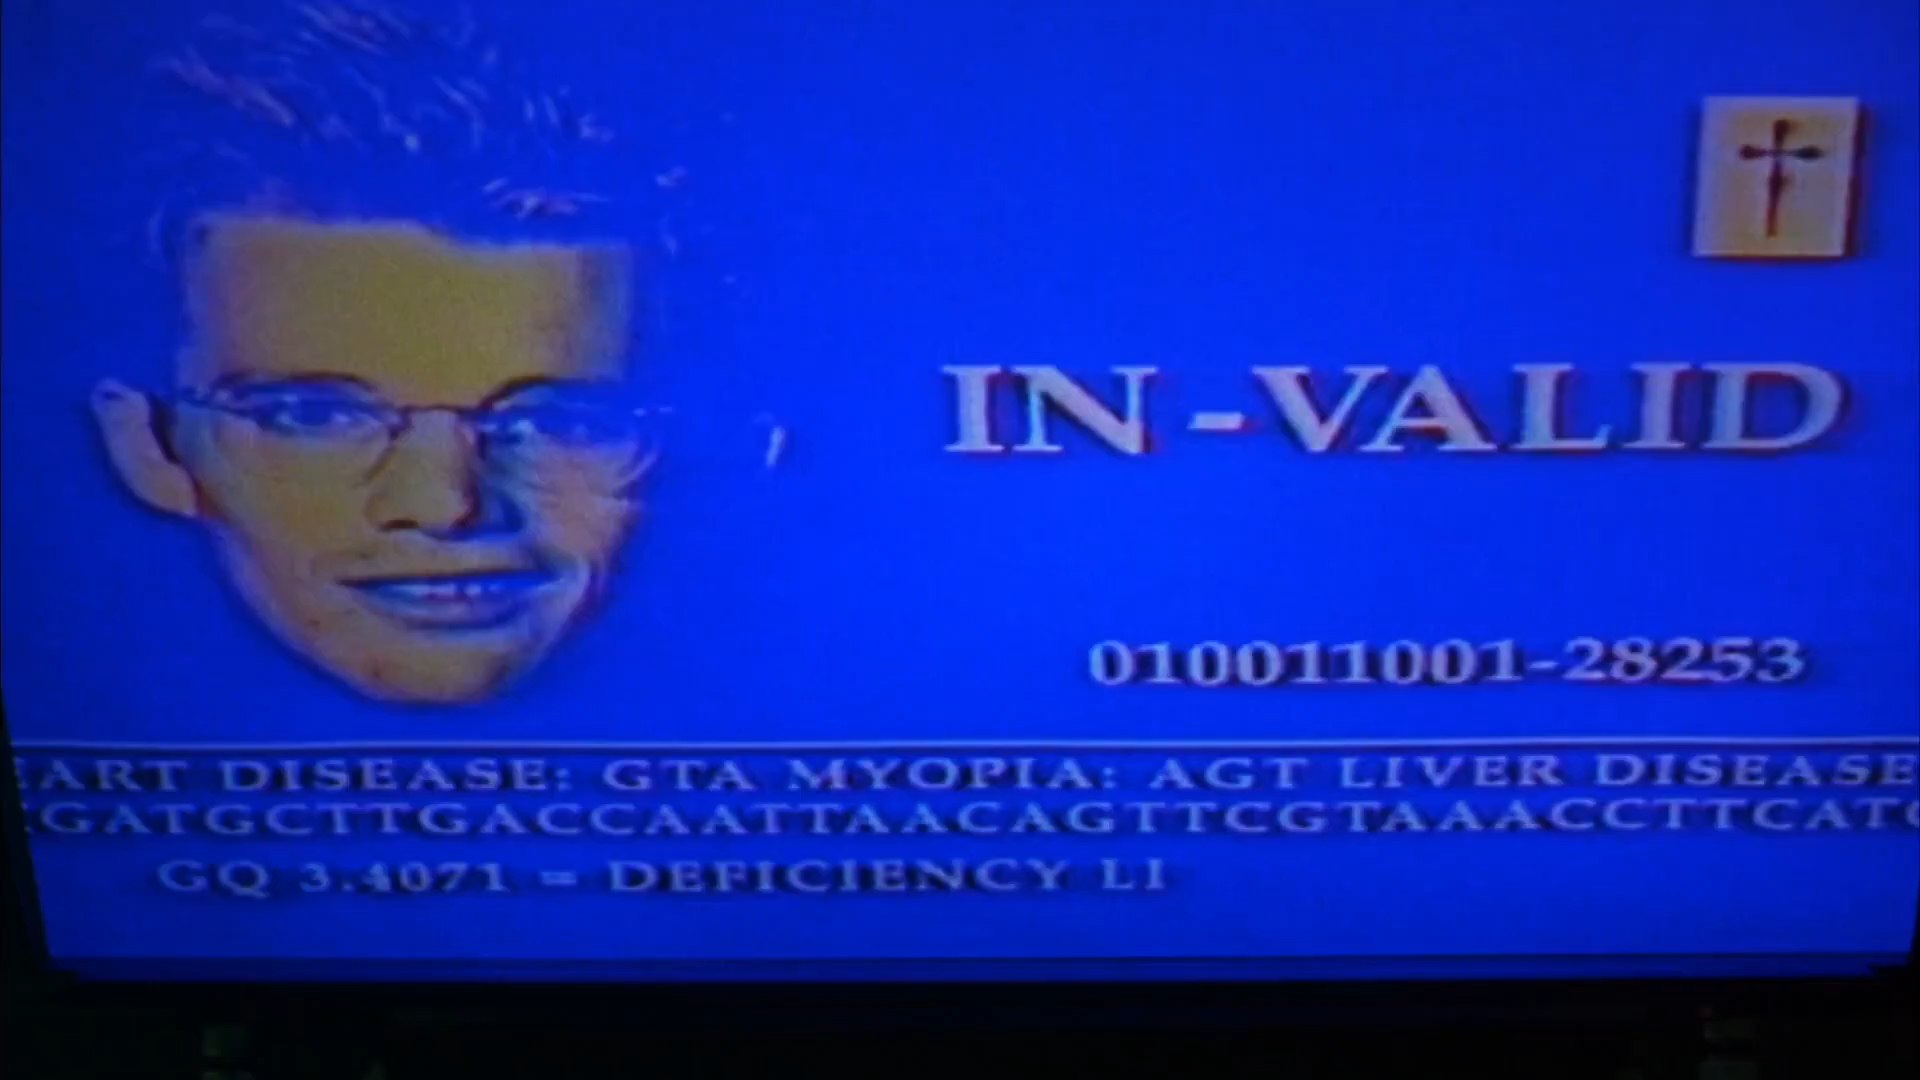 IN-VALID
010011001-28253
EART DISEASE: GTA MYOPIA: AGT LIVER DISEASE
GATGCTTGACCAATTAACAGTTCGTAAACCTTCAT
GQ 3.4071 = DEFICIENCY LI